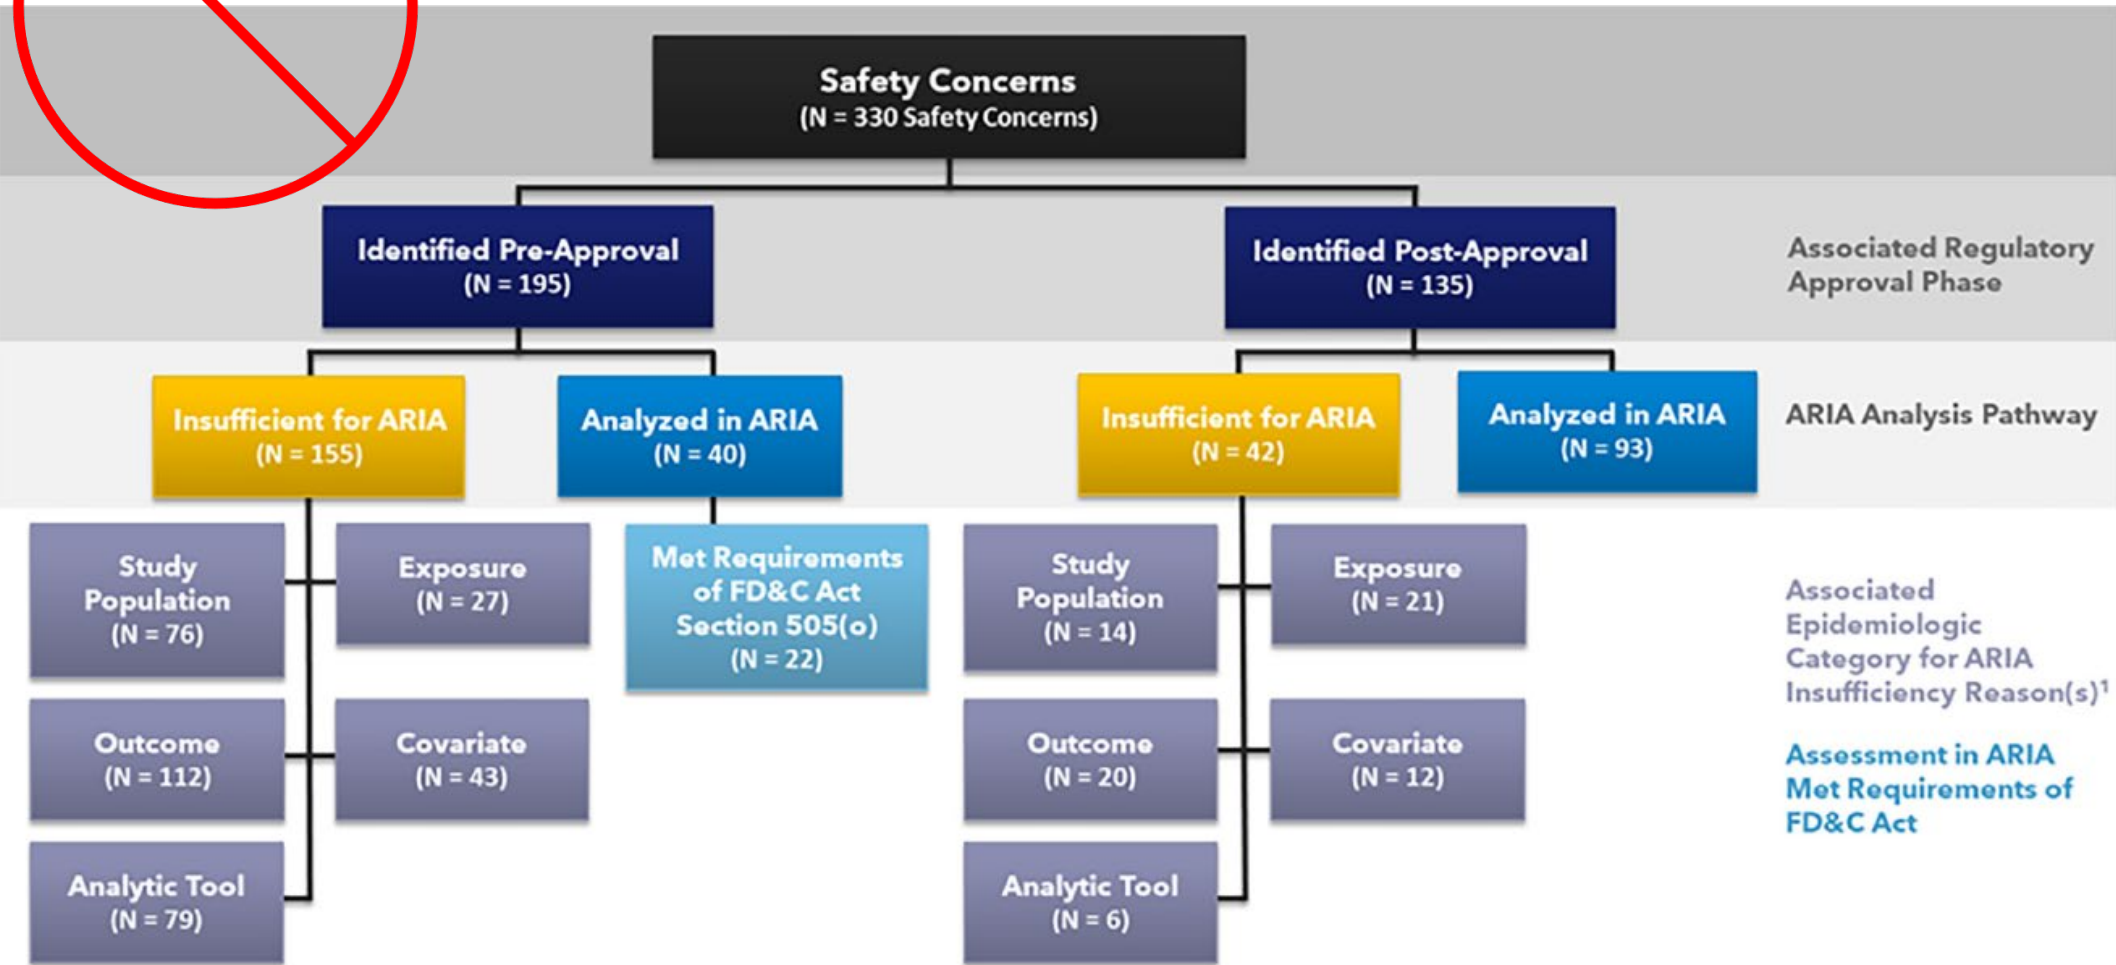 Safety Concerns
(N = 330 Safety Concerns)
Identified Pre-Approval
(N = 195)
Identified Post-Approval
(N = 135)
Associated Regulatory
Approval Phase
Insufficient for ARIA
(N = 155)
Analyzed in ARIA
(N = 40)
Insufficient for ARIA
(N = 42)
Analyzed in ARIA
(N = 93)
ARIA Analysis Pathway
Study
Population
(N = 76)
Exposure
(N = 27)
Met Requirements
of FD&C Act
Section 505(o)
(N = 22)
Study
Population
(N = 14)
Exposure
(N = 21)
Associated
Epidemiologic
Category for ARIA
Insufficiency Reason(s)¹
Outcome
(N = 112)
Covariate
(N = 43)
Outcome
(N = 20)
Covariate
(N = 12)
Assessment in ARIA
Met Requirements of
FD&C Act
Analytic Tool
(N = 79)
Analytic Tool
(N = 6)